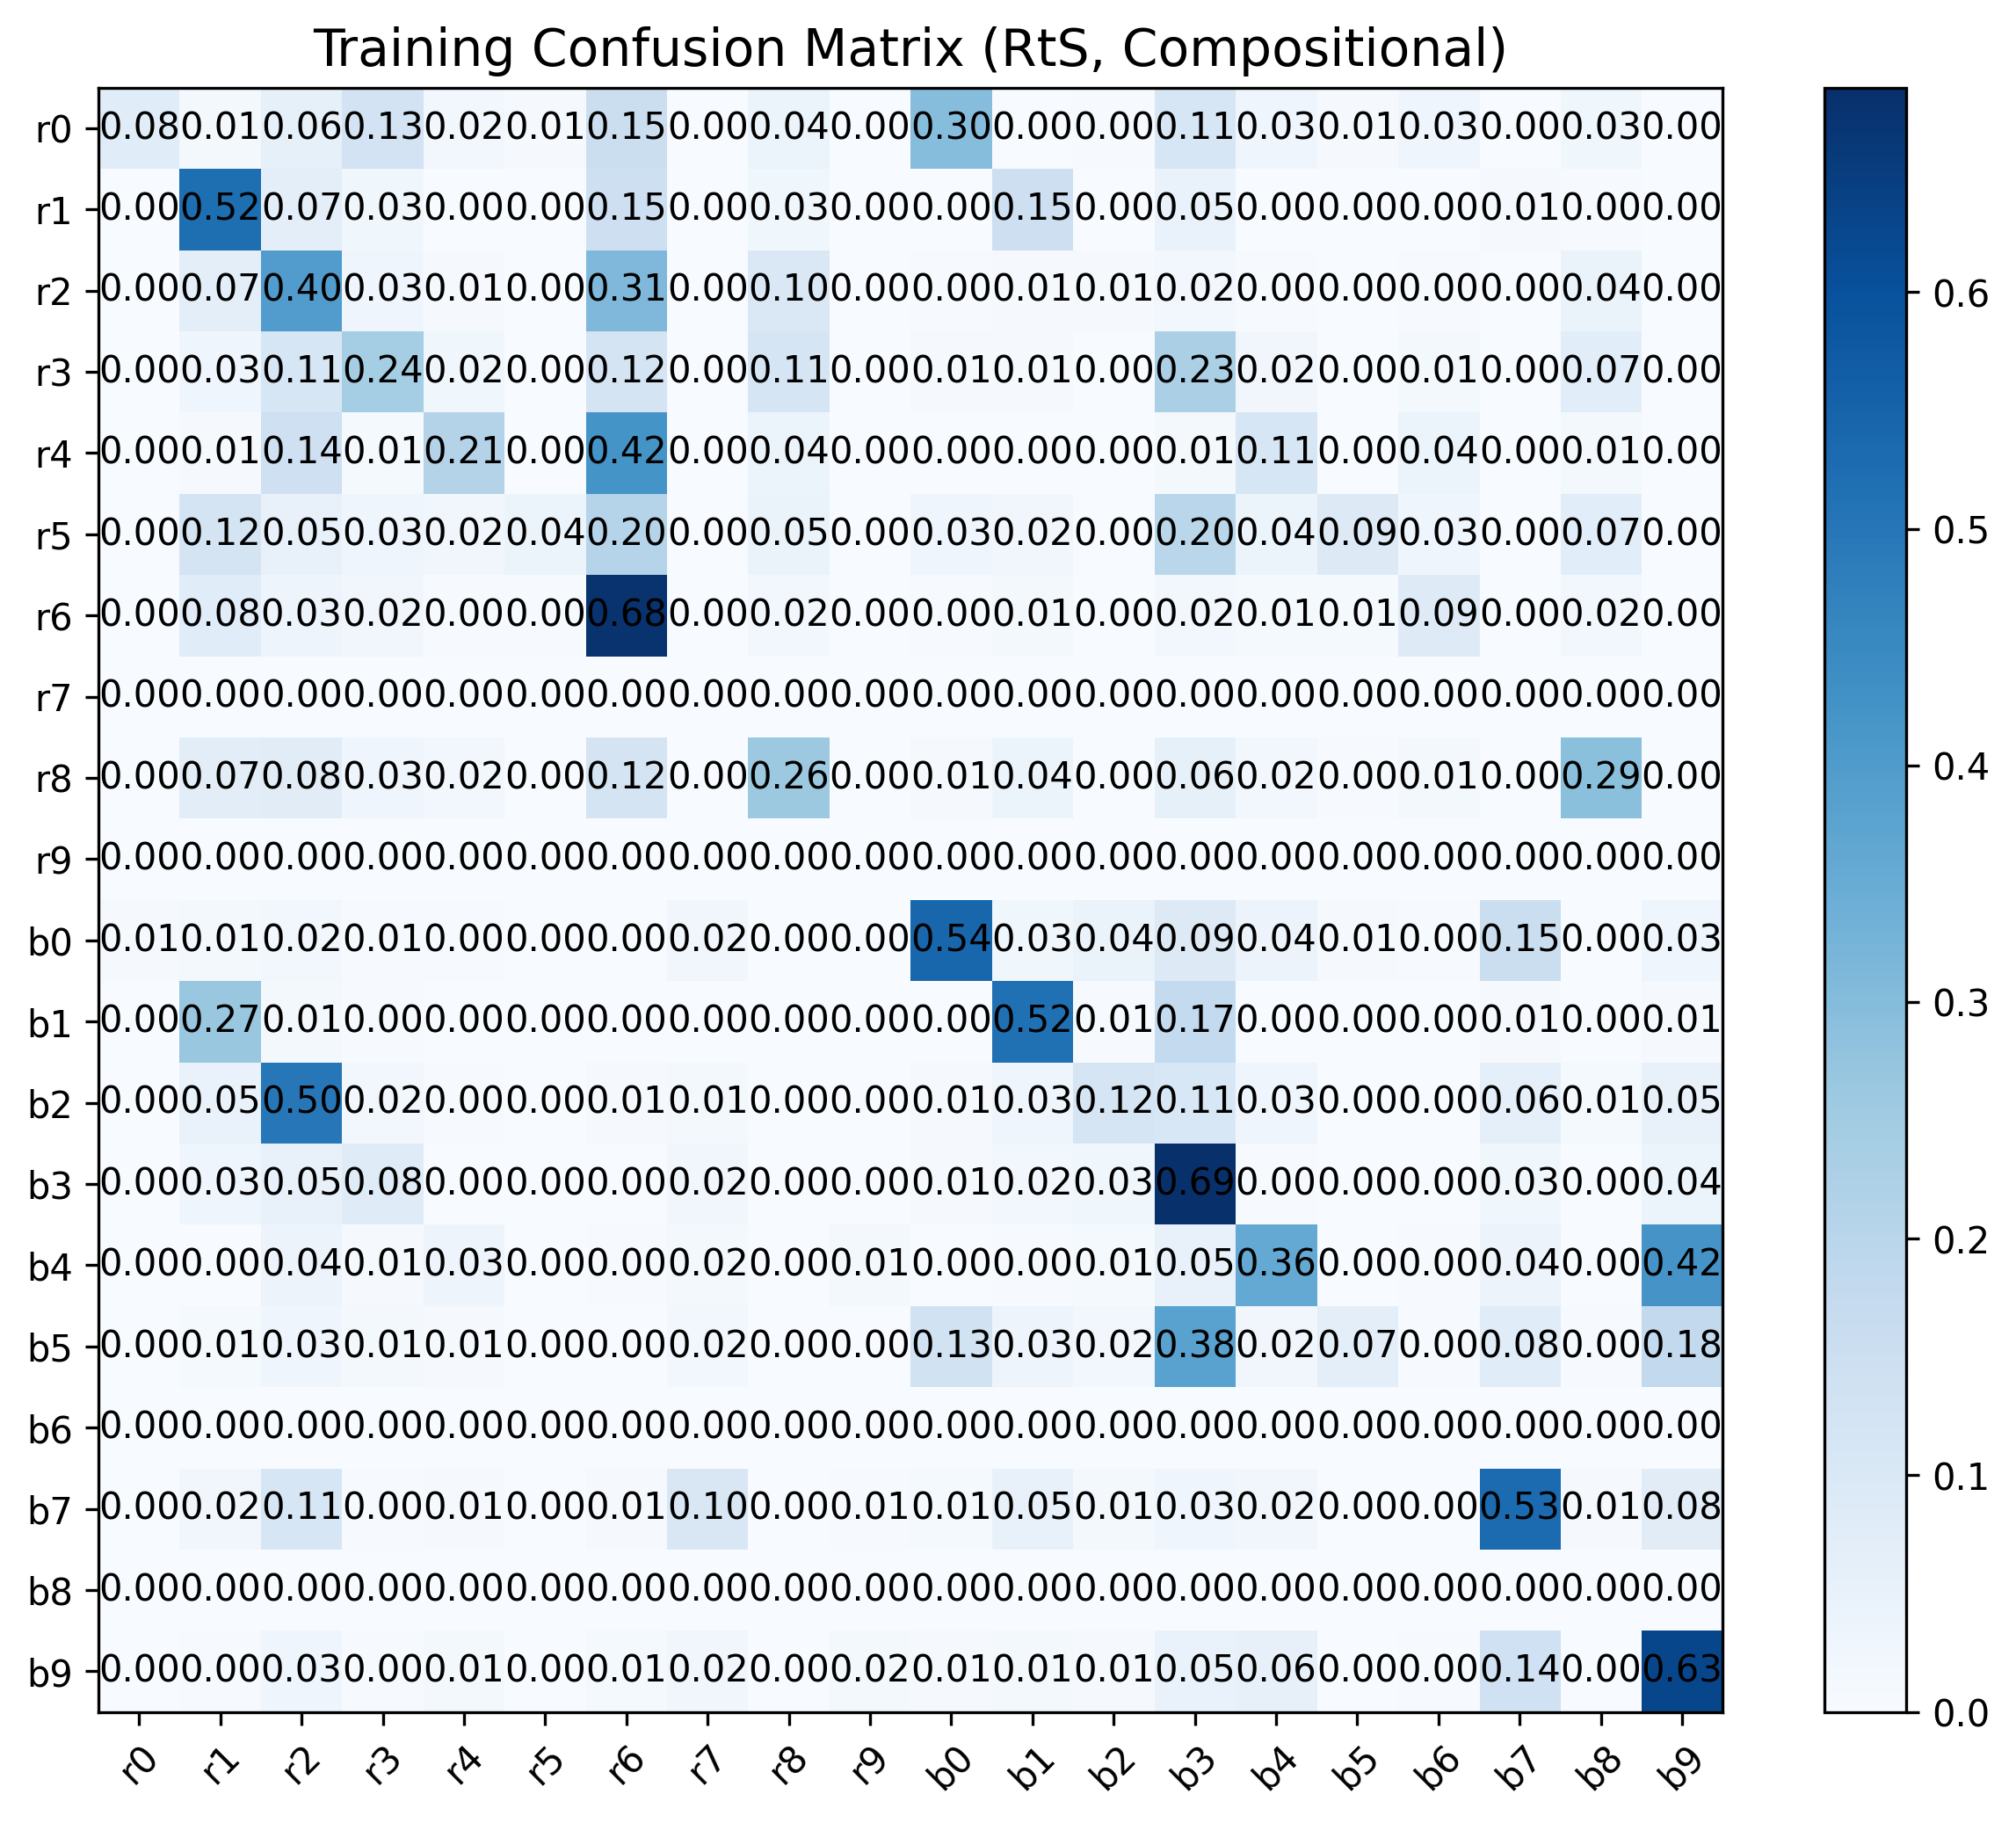 Training Confusion Matrix (RtS, Compositional)
r0 0.08 0.01 0.06 0.13 0.02 0.01 0.15 0.00 0.04 0.00 0.30 0.00 0.00 0.11 0.03 0.01 0.03 0.00 0.03 0.00
r1 0.00 0.52 0.07 0.03 0.00 0.00 0.15 0.00 0.03 0.00 0.00 0.15 0.00 0.05 0.00 0.00 0.00 0.01 0.00 0.00
r2 0.00 0.07 0.40 0.03 0.01 0.00 0.31 0.00 0.10 0.00 0.00 0.01 0.01 0.02 0.00 0.00 0.00 0.00 0.04 0.00
r3 0.00 0.03 0.11 0.24 0.02 0.00 0.12 0.00 0.11 0.00 0.01 0.01 0.00 0.23 0.02 0.00 0.01 0.00 0.07 0.00
r4 0.00 0.01 0.14 0.01 0.21 0.00 0.42 0.00 0.04 0.00 0.00 0.00 0.00 0.01 0.11 0.00 0.04 0.00 0.01 0.00
r5 0.00 0.12 0.05 0.03 0.02 0.04 0.20 0.00 0.05 0.00 0.03 0.02 0.00 0.20 0.04 0.09 0.03 0.00 0.07 0.00
r6 0.00 0.08 0.03 0.02 0.00 0.00 0.68 0.00 0.02 0.00 0.00 0.01 0.00 0.02 0.01 0.01 0.09 0.00 0.02 0.00
r7 0.00 0.00 0.00 0.00 0.00 0.00 0.00 0.00 0.00 0.00 0.00 0.00 0.00 0.00 0.00 0.00 0.00 0.00 0.00 0.00
r8 0.00 0.07 0.08 0.03 0.02 0.00 0.12 0.00 0.26 0.00 0.01 0.04 0.00 0.06 0.02 0.00 0.01 0.00 0.29 0.00
r9 0.00 0.00 0.00 0.00 0.00 0.00 0.00 0.00 0.00 0.00 0.00 0.00 0.00 0.00 0.00 0.00 0.00 0.00 0.00 0.00
b0 0.01 0.01 0.02 0.01 0.00 0.00 0.00 0.02 0.00 0.00 0.54 0.03 0.04 0.09 0.04 0.01 0.00 0.15 0.00 0.03
b1 0.00 0.27 0.01 0.00 0.00 0.00 0.00 0.00 0.00 0.00 0.00 0.52 0.01 0.17 0.00 0.00 0.00 0.01 0.00 0.01
b2 0.00 0.05 0.50 0.02 0.00 0.00 0.01 0.01 0.00 0.00 0.01 0.03 0.12 0.11 0.03 0.00 0.00 0.06 0.01 0.05
b3 0.00 0.03 0.05 0.08 0.00 0.00 0.00 0.02 0.00 0.00 0.01 0.02 0.03 0.69 0.00 0.00 0.00 0.03 0.00 0.04
b4 0.00 0.00 0.04 0.01 0.03 0.00 0.00 0.02 0.00 0.01 0.00 0.00 0.01 0.05 0.36 0.00 0.00 0.04 0.00 0.42
b5 0.00 0.01 0.03 0.01 0.01 0.00 0.00 0.02 0.00 0.00 0.13 0.03 0.02 0.38 0.02 0.07 0.00 0.08 0.00 0.18
b6 0.00 0.00 0.00 0.00 0.00 0.00 0.00 0.00 0.00 0.00 0.00 0.00 0.00 0.00 0.00 0.00 0.00 0.00 0.00 0.00
b7 0.00 0.02 0.11 0.00 0.01 0.00 0.01 0.10 0.00 0.01 0.01 0.05 0.01 0.03 0.02 0.00 0.00 0.53 0.01 0.08
b8 0.00 0.00 0.00 0.00 0.00 0.00 0.00 0.00 0.00 0.00 0.00 0.00 0.00 0.00 0.00 0.00 0.00 0.00 0.00 0.00
b9 0.00 0.00 0.03 0.00 0.01 0.00 0.01 0.02 0.00 0.02 0.01 0.01 0.01 0.05 0.06 0.00 0.00 0.14 0.00 0.63
r0 r1 r2 r3 r4 r5 r6 r7 r8 r9 b0 b1 b2 b3 b4 b5 b6 b7 b8 b9
0.6
0.5
0.4
0.3
0.2
0.1
0.0